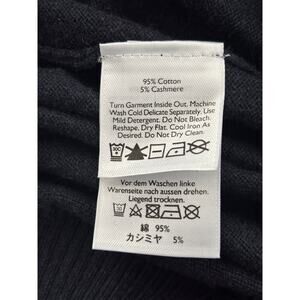 95% Cotton
5% Cashmere
Turn Garment Inside Out. Machine
Wash Cold Delicate Separately. Use
Mild Detergent. Do Not Bleach.
Reshape. Dry Flat. Cool Iron As
Desired. Do Not Dry Clean.
Vor dem Waschen linke
Warenseite nach aussen drehen.
Liegend trocknen.
綿 95%
カシミヤ 5%